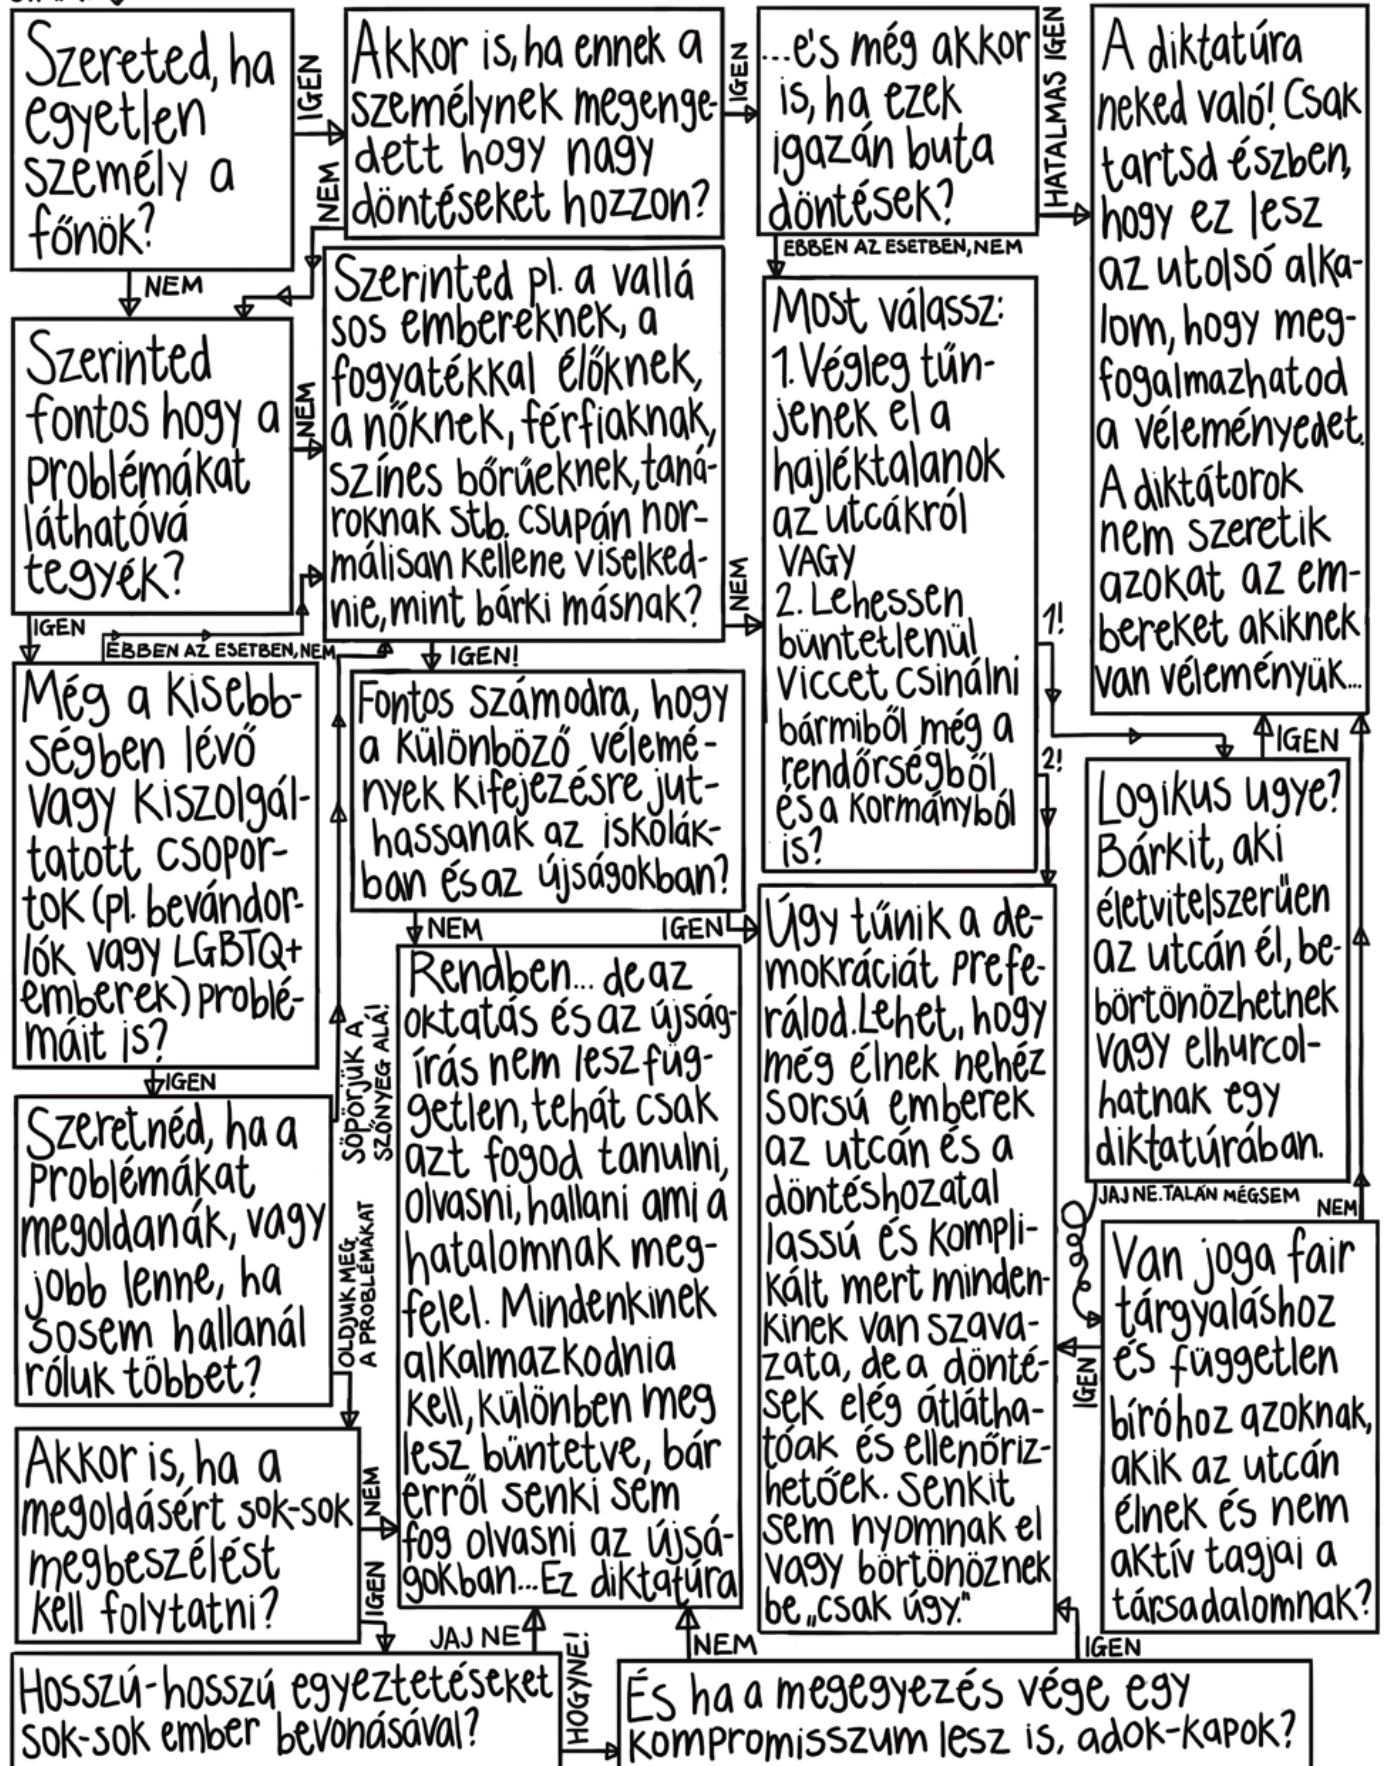 Szereted, ha
egyetlen
személy a
főnök?
IGEN
NEM
Akkor is, ha ennek a
személynek megenge-
dett hogy nagy
döntéseket hozzon?
IGEN
NEM
...és még akkor
is, ha ezek
igazán buta
döntések?
HATALMAS IGEN
EBBEN AZ ESETBEN, NEM
A diktatúra
neked való! Csak
tartsd észben,
hogy ez lesz
az utolsó alka-
lom, hogy meg-
fogalmazhatod
a véleményedet.
A diktátorok
nem szeretik
azokat az em-
bereket akiknek
van véleményük...
Szerinted
fontos hogy a
problémákat
láthatóvá
tegyék?
NEM
IGEN
Szerinted pl. a vallá
sos embereknek, a
fogyatékkal élőknek,
a nőknek, férfiaknak,
színes bőrűeknek, taná-
roknak stb. csupán nor-
málisan kellene viselked-
nie, mint bárki másnak?
NEM
IGEN!
Most válassz:
1. Végleg tűn-
jenek el a
hajléktalanok
az utcákról
VAGY
2. Lehessen
büntetlenül
viccet csinálni
bármiből még a
rendőrségből
és a kormányból
is?
1!
2!
EBBEN AZ ESETBEN, NEM
Még a kisebb-
ségben lévő
vagy kiszolgál-
tatott csopor-
tok (pl. bevándor-
lók vagy LGBTQ+
emberek) problé-
máit is?
IGEN
Fontos számodra, hogy
a különböző vélemé-
nyek kifejezésre jut-
hassanak az iskolák-
ban és az újságokban?
NEM
IGEN
Logikus ugye?
Bárkit, aki
életvitelszerűen
az utcán él, be-
börtönözhetnek
vagy elhurcol-
hatnak egy
diktatúrában.
IGEN
JAJ NE. TALÁN MÉGSEM
Szeretnéd, ha a
problémákat
megoldanák, vagy
jobb lenne, ha
sosem hallanál
róluk többet?
SÖPÖRJÜK A
SZŐNYEG ALÁ!
OLDJUK MEG
A PROBLÉMÁKAT
Rendben... de az
oktatás és az újság-
írás nem lesz füg-
getlen, tehát csak
azt fogod tanulni,
olvasni, hallani ami a
hatalomnak meg-
felel. Mindenkinek
alkalmazkodnia
kell, különben meg
lesz büntetve, bár
erről senki sem
fog olvasni az újsá-
gokban... Ez diktatúra
Úgy tűnik a de-
mokráciát prefe-
rálod. Lehet, hogy
még élnek nehéz
sorsú emberek
az utcán és a
döntéshozatal
lassú és kompli-
kált mert minden-
kinek van szava-
zata, de a dönté-
sek elég átlátha-
tóak és ellenőriz-
hetőek. Senkit
sem nyomnak el
vagy börtönöznek
be „csak úgy."
Van joga fair
tárgyaláshoz
és független
bíróhoz azoknak,
akik az utcán
élnek és nem
aktív tagjai a
társadalomnak?
NEM
IGEN
Akkor is, ha a
megoldásért sok-sok
megbeszélést
kell folytatni?
NEM
IGEN
Hosszú-hosszú egyeztetéseket
sok-sok ember bevonásával?
JAJ NE
HOGYNE!
És ha a megegyezés vége egy
kompromisszum lesz is, adok-kapok?
NEM
IGEN